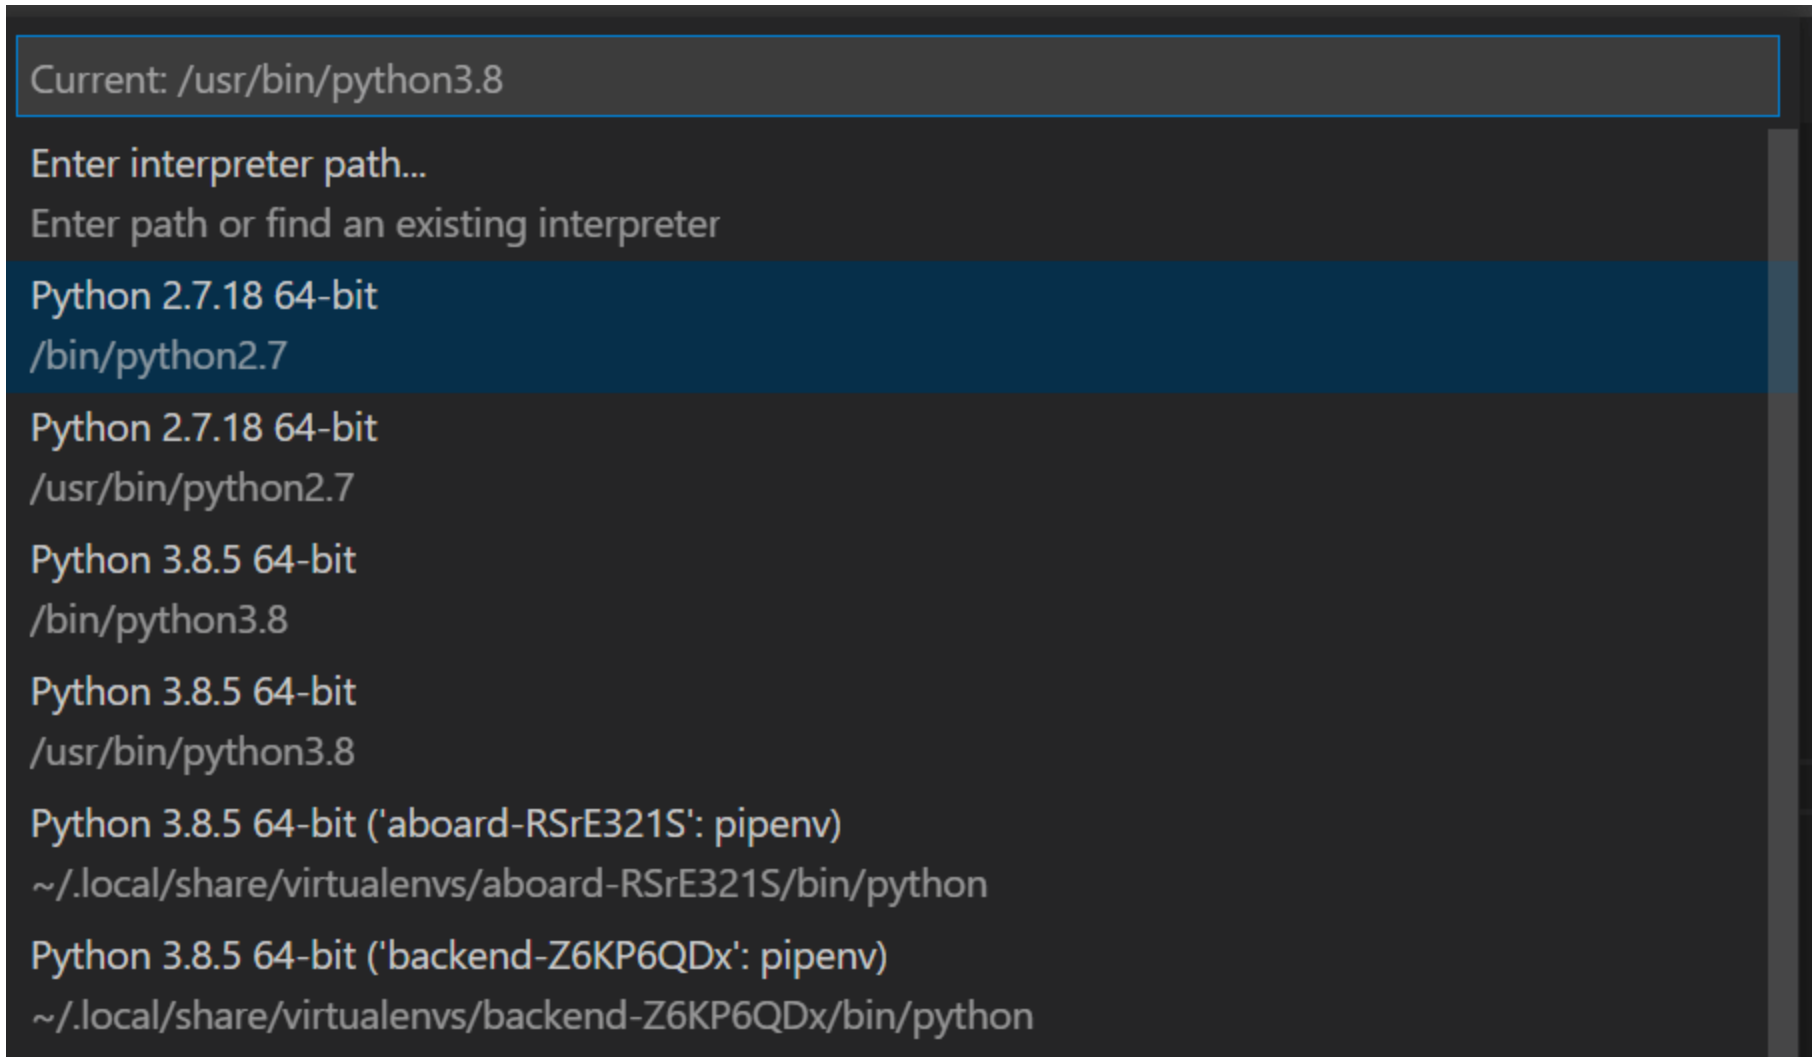 Current: /usr/bin/python3.8
Enter interpreter path...
Enter path or find an existing interpreter
Python 2.7.18 64-bit
/bin/python2.7
Python 2.7.18 64-bit
/usr/bin/python2.7
Python 3.8.5 64-bit
/bin/python3.8
Python 3.8.5 64-bit
/usr/bin/python3.8
Python 3.8.5 64-bit ('aboard-RSrE321S': pipenv)
~/.local/share/virtualenvs/aboard-RSrE321S/bin/python
Python 3.8.5 64-bit ('backend-Z6KP6QDx': pipenv)
~/.local/share/virtualenvs/backend-Z6KP6QDx/bin/python